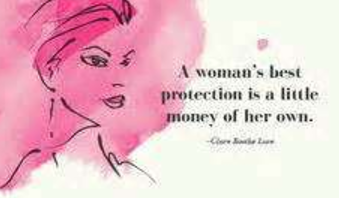 A woman's best
protection is a little
money of her own.
–Clare Boothe Luce